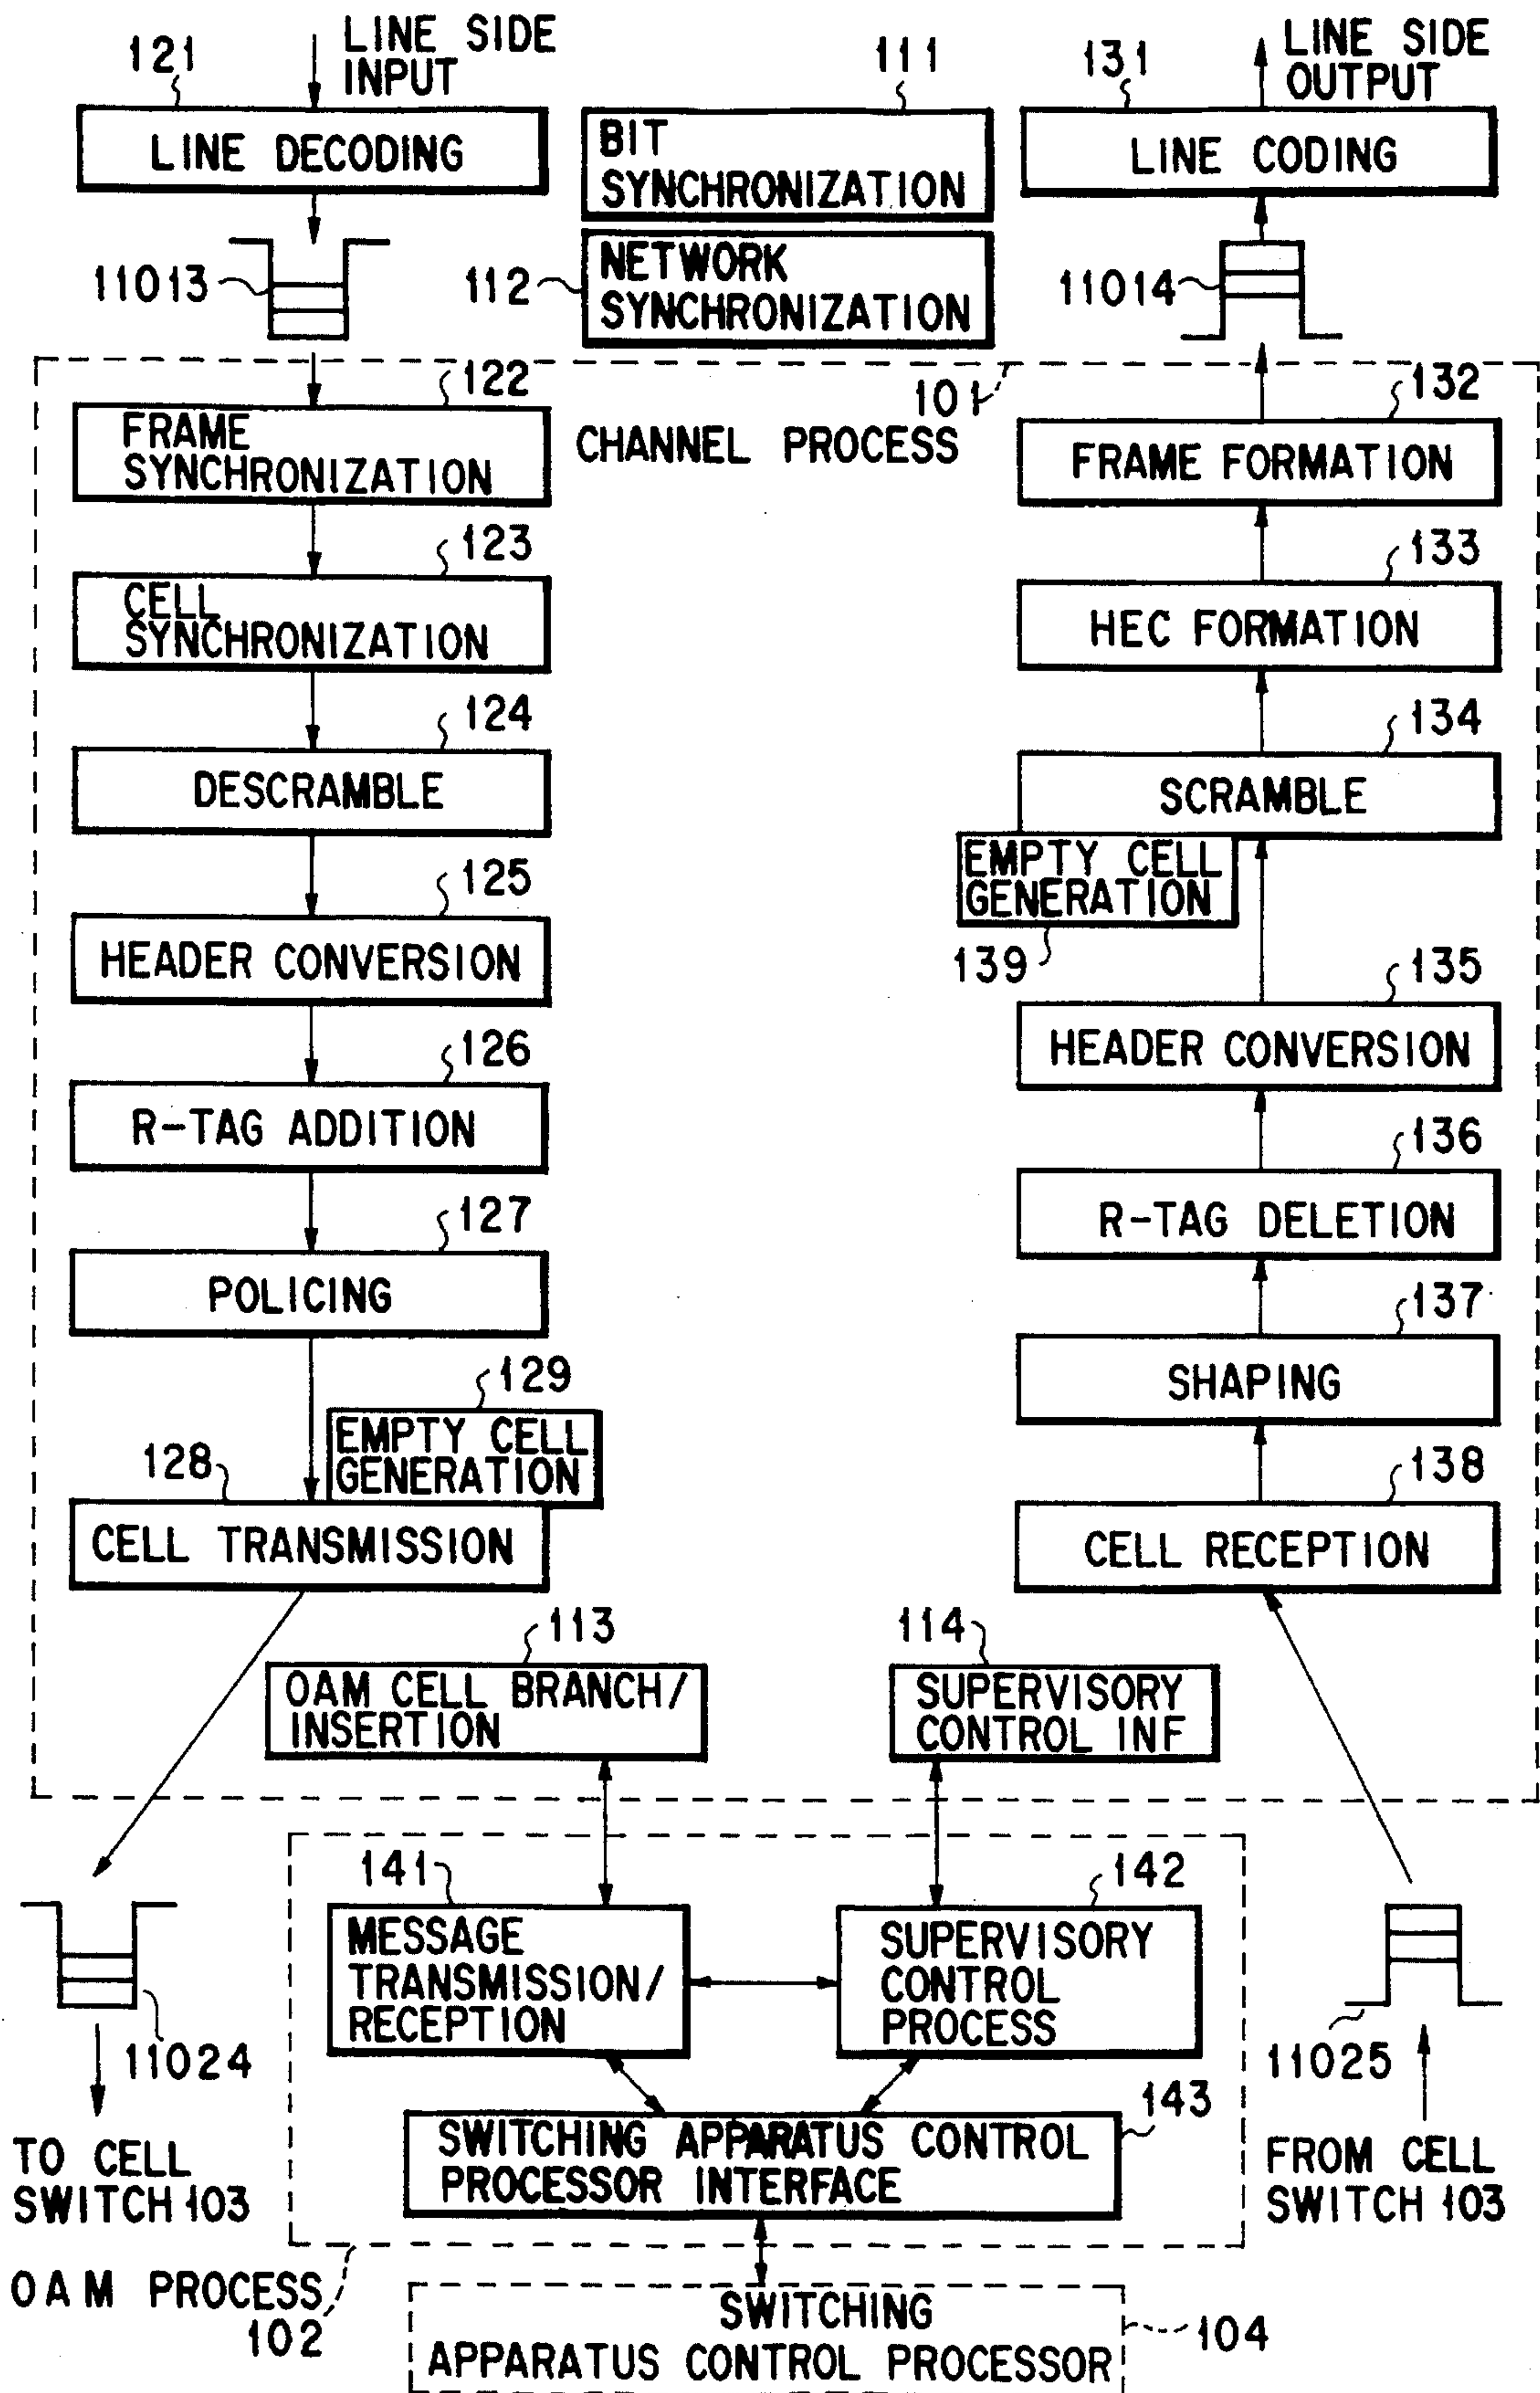 121
LINE SIDE
INPUT
111
131
LINE SIDE
OUTPUT
LINE DECODING
BIT
SYNCHRONIZATION
LINE CODING
11013
112
NETWORK
SYNCHRONIZATION
11014
122
101
132
FRAME
SYNCHRONIZATION
CHANNEL PROCESS
FRAME FORMATION
123
133
CELL
SYNCHRONIZATION
HEC FORMATION
124
134
DESCRAMBLE
SCRAMBLE
125
EMPTY CELL
GENERATION
139
HEADER CONVERSION
135
126
HEADER CONVERSION
R-TAG ADDITION
136
127
R-TAG DELETION
POLICING
137
129
SHAPING
EMPTY CELL
GENERATION
128
138
CELL TRANSMISSION
CELL RECEPTION
113
114
OAM CELL BRANCH/
INSERTION
SUPERVISORY
CONTROL INF
141
142
MESSAGE
TRANSMISSION/
RECEPTION
SUPERVISORY
CONTROL
PROCESS
11024
11025
143
TO CELL
SWITCH 103
SWITCHING APPARATUS CONTROL
PROCESSOR INTERFACE
FROM CELL
SWITCH 103
OAM PROCESS
102
SWITCHING
APPARATUS CONTROL PROCESSOR
104